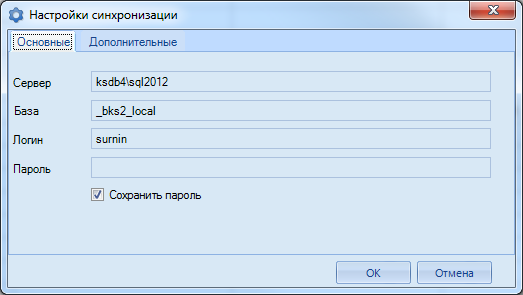 Настройки синхронизации
Основные Дополнительные
Сервер ksdb4\sql2012
База _bks2_local
Логин surnin
Пароль
Сохранить пароль
OK Отмена